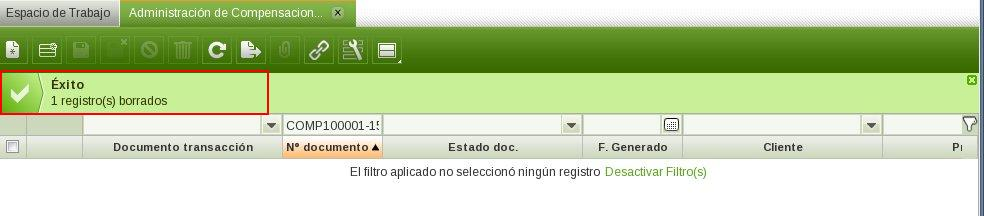 Espacio de Trabajo Administración de Compensacion...
Éxito
1 registro(s) borrados
COMP100001-15
Documento transacción Nº documento Estado doc. F. Generado Cliente
El filtro aplicado no seleccionó ningún registro Desactivar Filtro(s)